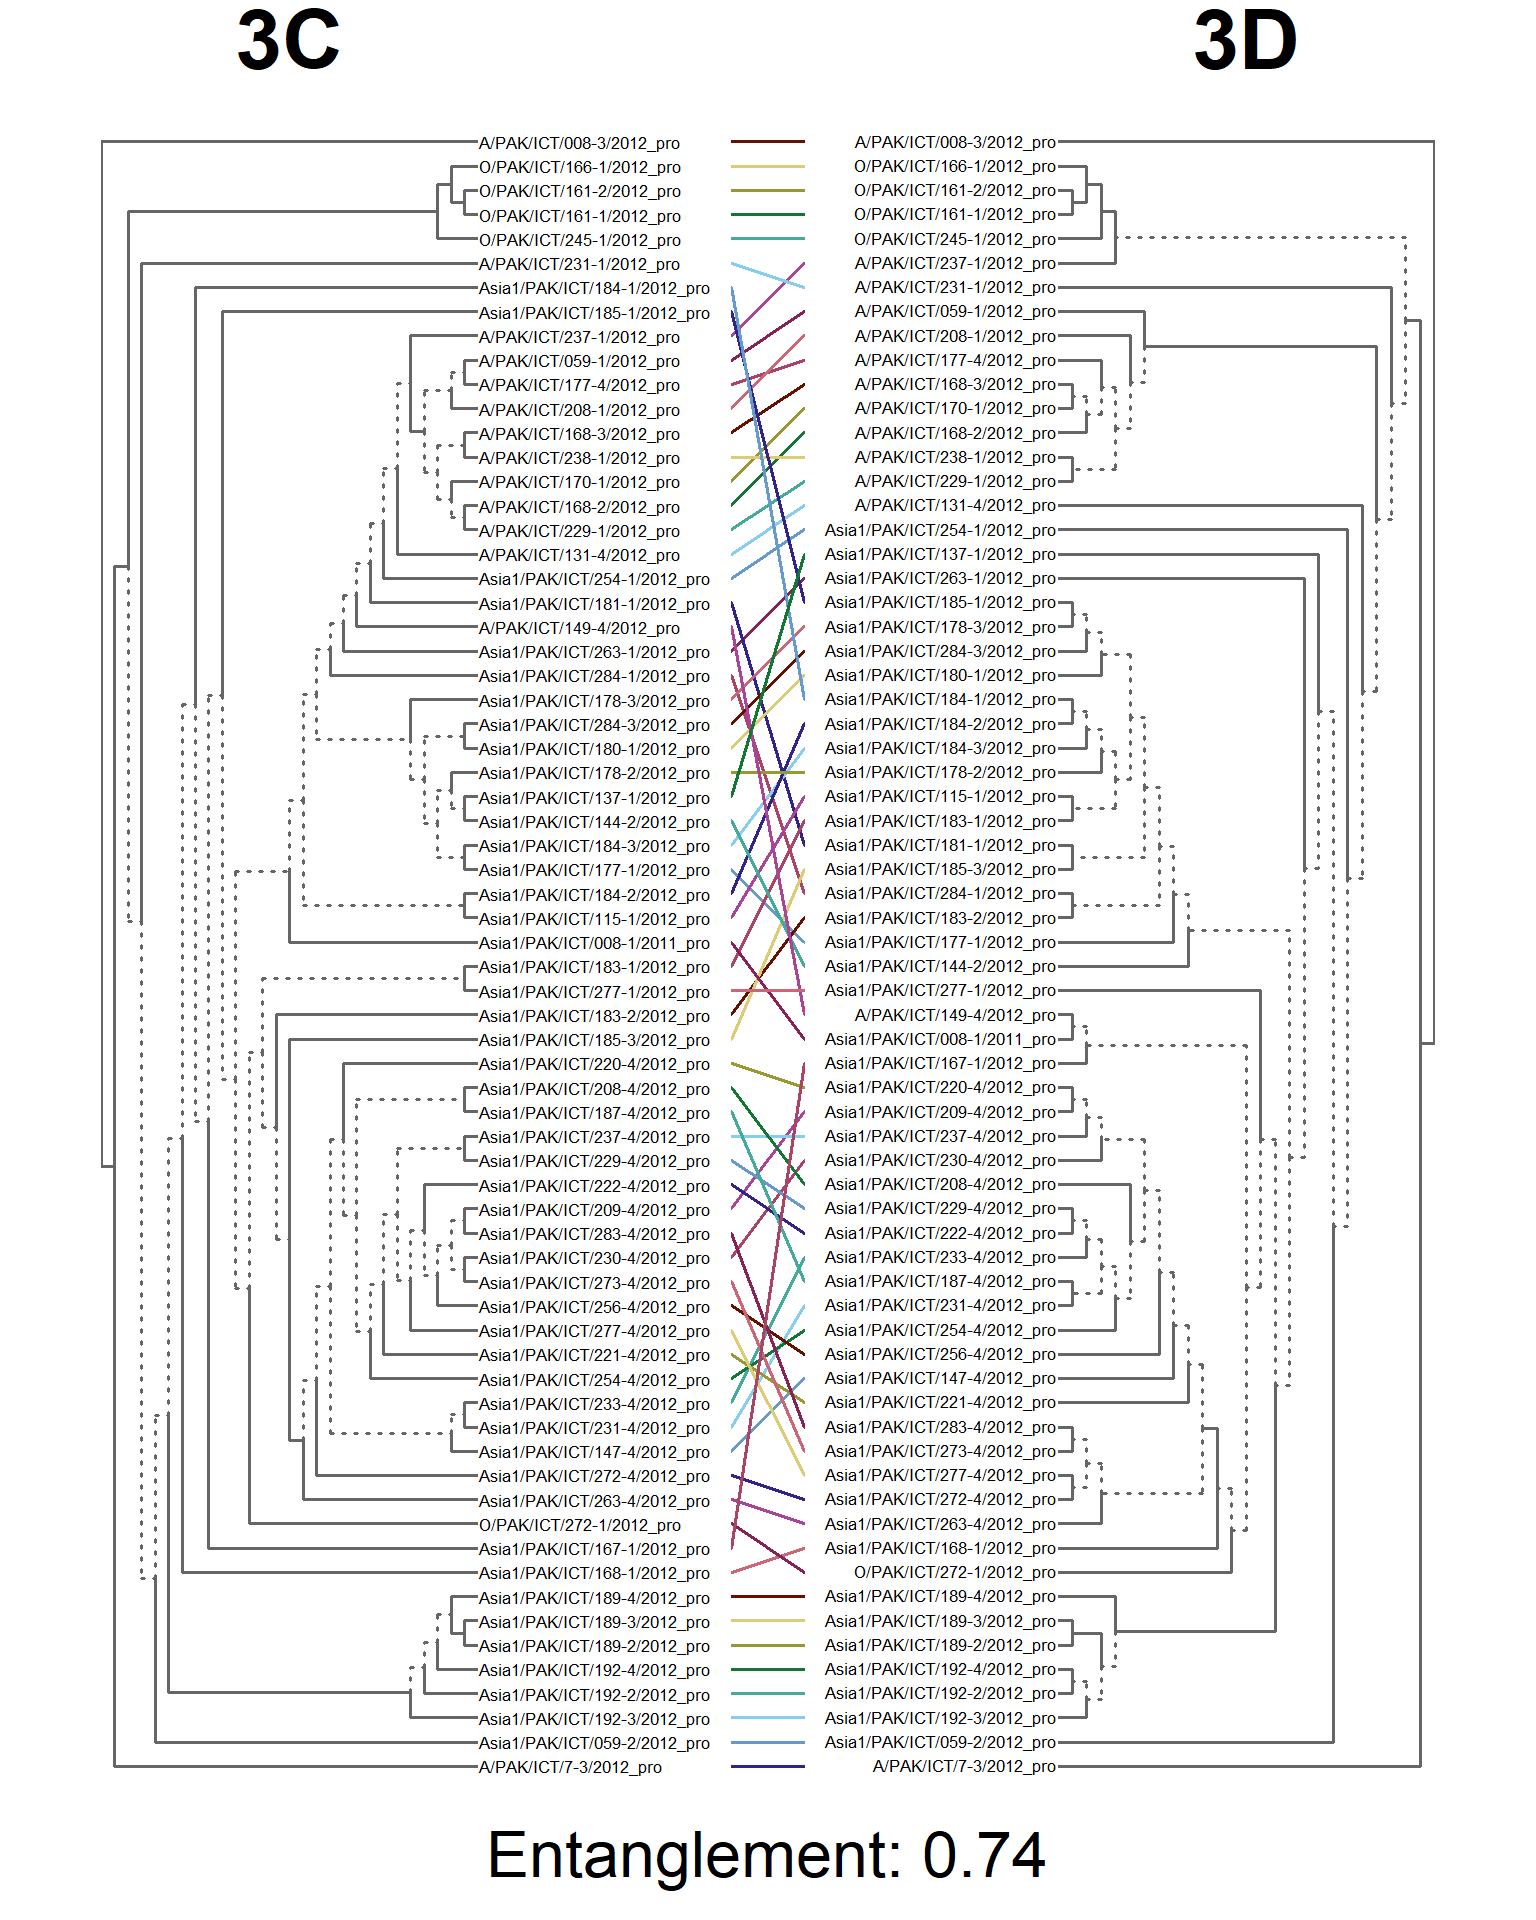 3C 3D
A/PAK/ICT/008-3/2012_pro A/PAK/ICT/008-3/2012_pro
O/PAK/ICT/166-1/2012_pro O/PAK/ICT/166-1/2012_pro
O/PAK/ICT/161-2/2012_pro O/PAK/ICT/161-2/2012_pro
O/PAK/ICT/161-1/2012_pro O/PAK/ICT/161-1/2012_pro
O/PAK/ICT/245-1/2012_pro O/PAK/ICT/245-1/2012_pro
A/PAK/ICT/231-1/2012_pro A/PAK/ICT/237-1/2012_pro
Asia1/PAK/ICT/184-1/2012_pro A/PAK/ICT/231-1/2012_pro
Asia1/PAK/ICT/185-1/2012_pro A/PAK/ICT/059-1/2012_pro
A/PAK/ICT/237-1/2012_pro A/PAK/ICT/208-1/2012_pro
A/PAK/ICT/059-1/2012_pro A/PAK/ICT/177-4/2012_pro
A/PAK/ICT/177-4/2012_pro A/PAK/ICT/168-3/2012_pro
A/PAK/ICT/208-1/2012_pro A/PAK/ICT/170-1/2012_pro
A/PAK/ICT/168-3/2012_pro A/PAK/ICT/168-2/2012_pro
A/PAK/ICT/238-1/2012_pro A/PAK/ICT/238-1/2012_pro
A/PAK/ICT/170-1/2012_pro A/PAK/ICT/229-1/2012_pro
A/PAK/ICT/168-2/2012_pro A/PAK/ICT/131-4/2012_pro
A/PAK/ICT/229-1/2012_pro Asia1/PAK/ICT/254-1/2012_pro
A/PAK/ICT/131-4/2012_pro Asia1/PAK/ICT/137-1/2012_pro
Asia1/PAK/ICT/254-1/2012_pro Asia1/PAK/ICT/263-1/2012_pro
Asia1/PAK/ICT/181-1/2012_pro Asia1/PAK/ICT/185-1/2012_pro
A/PAK/ICT/149-4/2012_pro Asia1/PAK/ICT/178-3/2012_pro
Asia1/PAK/ICT/263-1/2012_pro Asia1/PAK/ICT/284-3/2012_pro
Asia1/PAK/ICT/284-1/2012_pro Asia1/PAK/ICT/180-1/2012_pro
Asia1/PAK/ICT/178-3/2012_pro Asia1/PAK/ICT/184-1/2012_pro
Asia1/PAK/ICT/284-3/2012_pro Asia1/PAK/ICT/184-2/2012_pro
Asia1/PAK/ICT/180-1/2012_pro Asia1/PAK/ICT/184-3/2012_pro
Asia1/PAK/ICT/178-2/2012_pro Asia1/PAK/ICT/178-2/2012_pro
Asia1/PAK/ICT/137-1/2012_pro Asia1/PAK/ICT/115-1/2012_pro
Asia1/PAK/ICT/144-2/2012_pro Asia1/PAK/ICT/183-1/2012_pro
Asia1/PAK/ICT/184-3/2012_pro Asia1/PAK/ICT/181-1/2012_pro
Asia1/PAK/ICT/177-1/2012_pro Asia1/PAK/ICT/185-3/2012_pro
Asia1/PAK/ICT/184-2/2012_pro Asia1/PAK/ICT/284-1/2012_pro
Asia1/PAK/ICT/115-1/2012_pro Asia1/PAK/ICT/183-2/2012_pro
Asia1/PAK/ICT/008-1/2011_pro Asia1/PAK/ICT/177-1/2012_pro
Asia1/PAK/ICT/183-1/2012_pro Asia1/PAK/ICT/144-2/2012_pro
Asia1/PAK/ICT/277-1/2012_pro Asia1/PAK/ICT/277-1/2012_pro
Asia1/PAK/ICT/183-2/2012_pro A/PAK/ICT/149-4/2012_pro
Asia1/PAK/ICT/185-3/2012_pro Asia1/PAK/ICT/008-1/2011_pro
Asia1/PAK/ICT/220-4/2012_pro Asia1/PAK/ICT/167-1/2012_pro
Asia1/PAK/ICT/208-4/2012_pro Asia1/PAK/ICT/220-4/2012_pro
Asia1/PAK/ICT/187-4/2012_pro Asia1/PAK/ICT/209-4/2012_pro
Asia1/PAK/ICT/237-4/2012_pro Asia1/PAK/ICT/237-4/2012_pro
Asia1/PAK/ICT/229-4/2012_pro Asia1/PAK/ICT/230-4/2012_pro
Asia1/PAK/ICT/222-4/2012_pro Asia1/PAK/ICT/208-4/2012_pro
Asia1/PAK/ICT/209-4/2012_pro Asia1/PAK/ICT/229-4/2012_pro
Asia1/PAK/ICT/283-4/2012_pro Asia1/PAK/ICT/222-4/2012_pro
Asia1/PAK/ICT/230-4/2012_pro Asia1/PAK/ICT/233-4/2012_pro
Asia1/PAK/ICT/273-4/2012_pro Asia1/PAK/ICT/187-4/2012_pro
Asia1/PAK/ICT/256-4/2012_pro Asia1/PAK/ICT/231-4/2012_pro
Asia1/PAK/ICT/277-4/2012_pro Asia1/PAK/ICT/254-4/2012_pro
Asia1/PAK/ICT/221-4/2012_pro Asia1/PAK/ICT/256-4/2012_pro
Asia1/PAK/ICT/254-4/2012_pro Asia1/PAK/ICT/147-4/2012_pro
Asia1/PAK/ICT/233-4/2012_pro Asia1/PAK/ICT/221-4/2012_pro
Asia1/PAK/ICT/231-4/2012_pro Asia1/PAK/ICT/283-4/2012_pro
Asia1/PAK/ICT/147-4/2012_pro Asia1/PAK/ICT/273-4/2012_pro
Asia1/PAK/ICT/272-4/2012_pro Asia1/PAK/ICT/277-4/2012_pro
Asia1/PAK/ICT/263-4/2012_pro Asia1/PAK/ICT/272-4/2012_pro
O/PAK/ICT/272-1/2012_pro Asia1/PAK/ICT/263-4/2012_pro
Asia1/PAK/ICT/167-1/2012_pro Asia1/PAK/ICT/168-1/2012_pro
Asia1/PAK/ICT/168-1/2012_pro O/PAK/ICT/272-1/2012_pro
Asia1/PAK/ICT/189-4/2012_pro Asia1/PAK/ICT/189-4/2012_pro
Asia1/PAK/ICT/189-3/2012_pro Asia1/PAK/ICT/189-3/2012_pro
Asia1/PAK/ICT/189-2/2012_pro Asia1/PAK/ICT/189-2/2012_pro
Asia1/PAK/ICT/192-4/2012_pro Asia1/PAK/ICT/192-4/2012_pro
Asia1/PAK/ICT/192-2/2012_pro Asia1/PAK/ICT/192-2/2012_pro
Asia1/PAK/ICT/192-3/2012_pro Asia1/PAK/ICT/192-3/2012_pro
Asia1/PAK/ICT/059-2/2012_pro Asia1/PAK/ICT/059-2/2012_pro
A/PAK/ICT/7-3/2012_pro A/PAK/ICT/7-3/2012_pro
Entanglement: 0.74